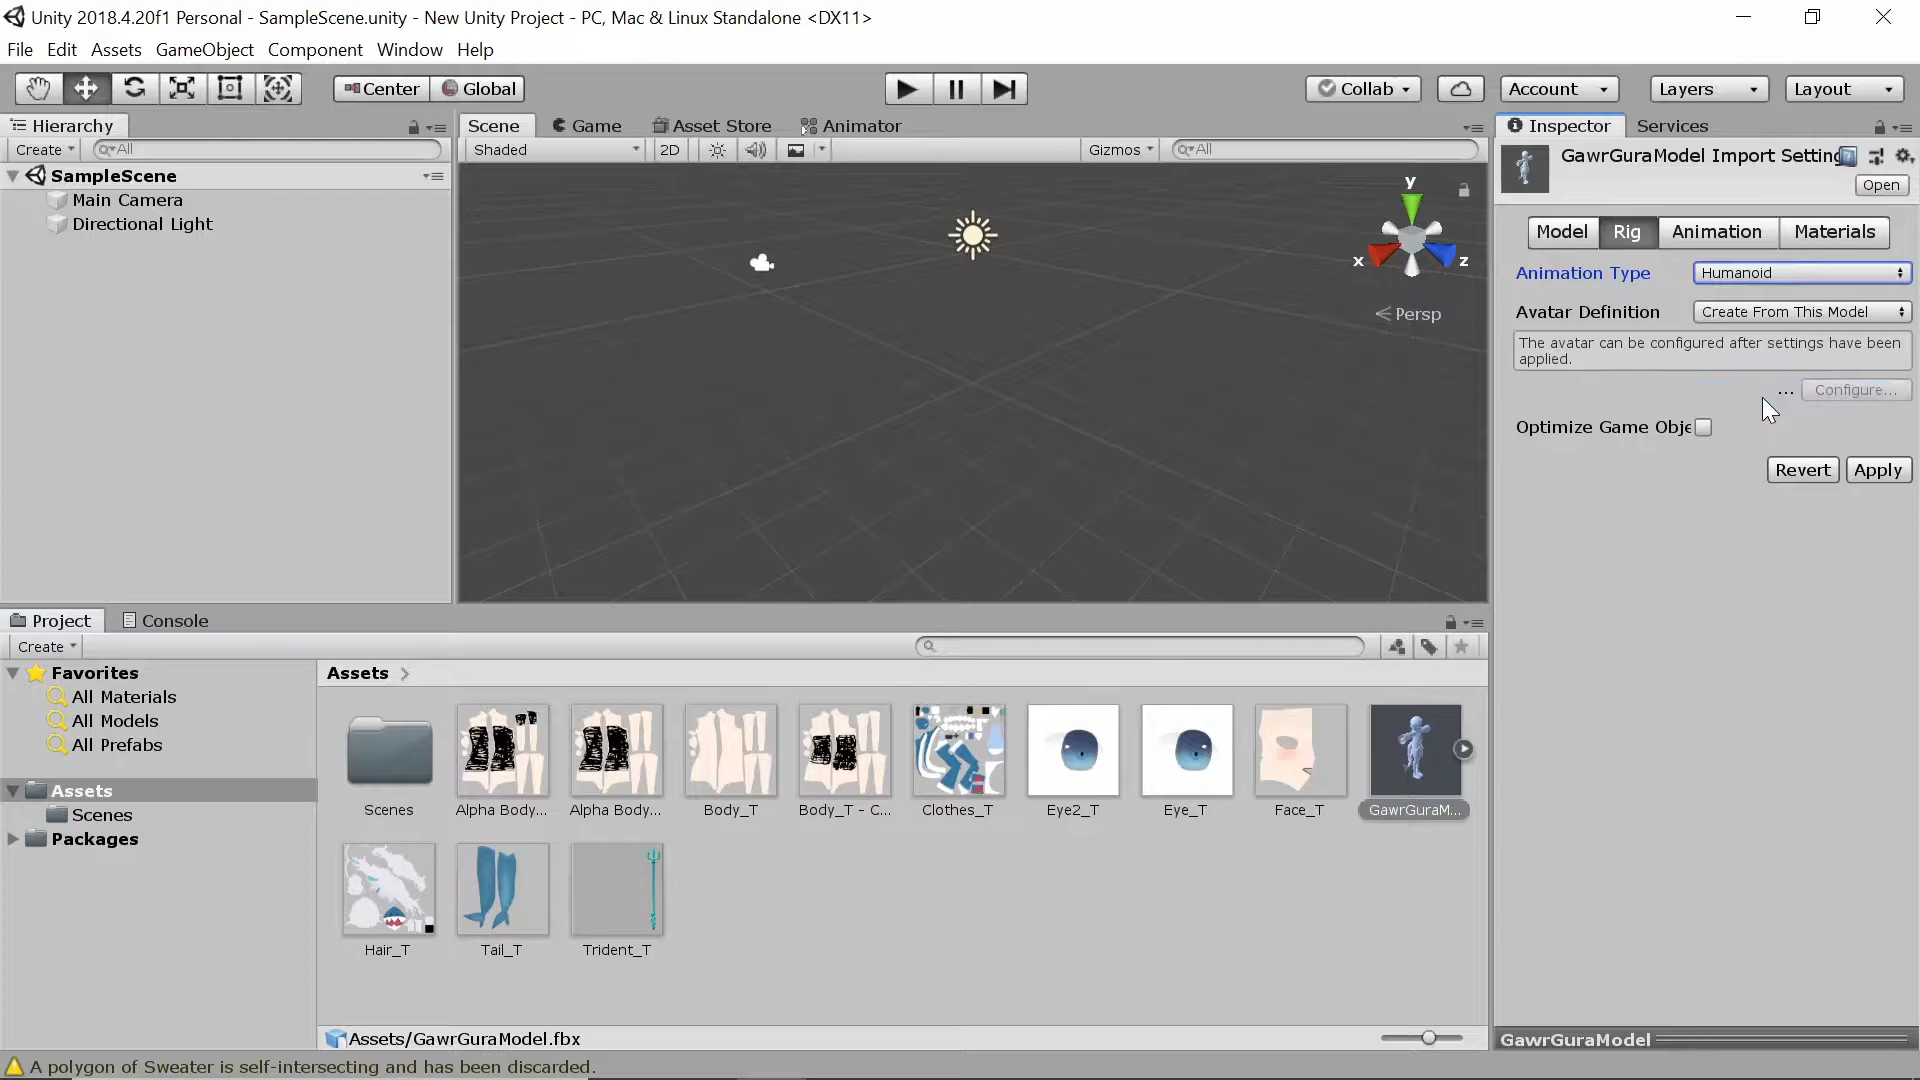 Unity 2018.4.20f1 Personal - SampleScene.unity - New Unity Project - PC, Mac & Linux Standalone <DX11>
File Edit Assets GameObject Component Window Help
Center Global Collab Account Layers Layout
Hierarchy
Create All
SampleScene
Main Camera
Directional Light
Scene Game Asset Store Animator
Shaded 2D Gizmos All
y
x z
Persp
Inspector Services
GawrGuraModel Import Setting
Open
Model Rig Animation Materials
Animation Type Humanoid
Avatar Definition Create From This Model
The avatar can be configured after settings have been
applied.
... Configure...
Optimize Game Obje
Revert Apply
Project Console
Create
Favorites
All Materials
All Models
All Prefabs
Assets
Scenes
Packages
Assets
Scenes Alpha Body... Alpha Body... Body_T Body_T - C... Clothes_T Eye2_T Eye_T Face_T GawrGuraM...
Hair_T Tail_T Trident_T
Assets/GawrGuraModel.fbx
GawrGuraModel
A polygon of Sweater is self-intersecting and has been discarded.